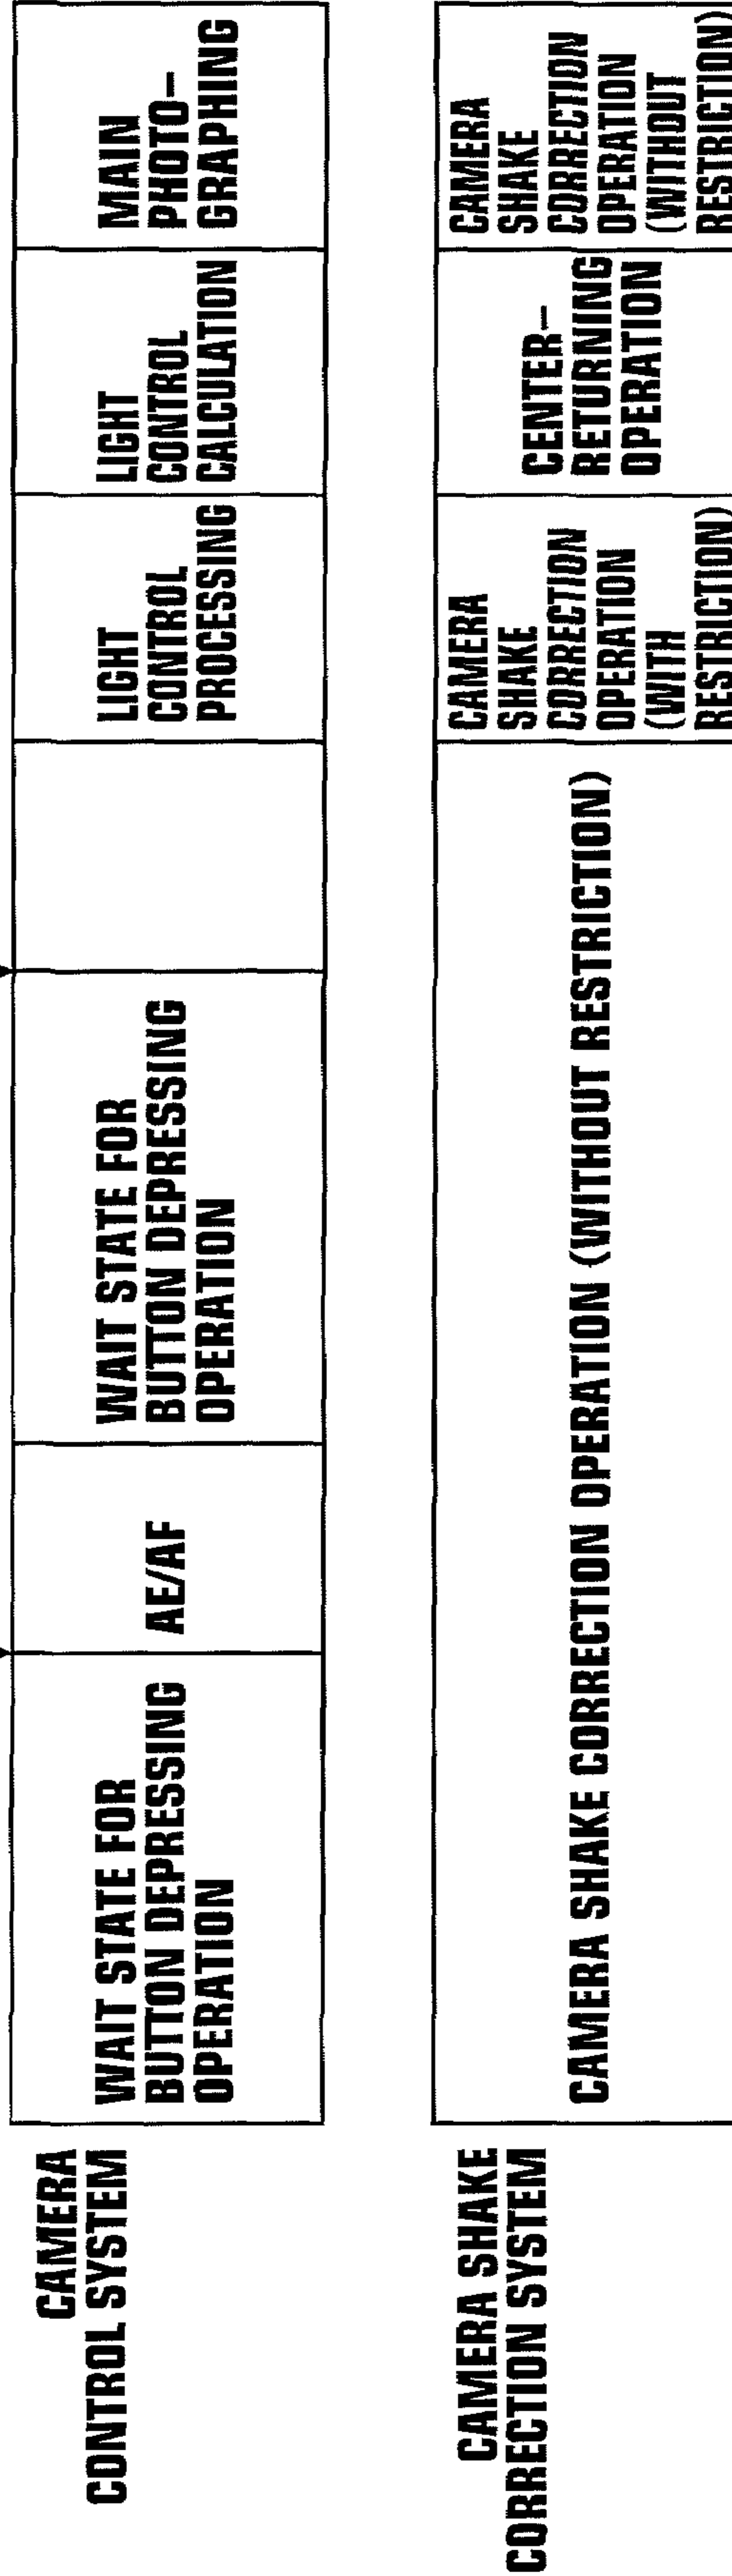 CAMERA
CONTROL SYSTEM
WAIT STATE FOR
BUTTON DEPRESSING
OPERATION
AE/AF
WAIT STATE FOR
BUTTON DEPRESSING
OPERATION
LIGHT
CONTROL
PROCESSING
LIGHT
CONTROL
CALCULATION
MAIN
PHOTO-
GRAPHING
CAMERA SHAKE
CORRECTION SYSTEM
CAMERA SHAKE CORRECTION OPERATION (WITHOUT RESTRICTION)
CAMERA
SHAKE
CORRECTION
OPERATION
(WITH
RESTRICTION)
CENTER-
RETURNING
OPERATION
CAMERA
SHAKE
CORRECTION
OPERATION
(WITHOUT
RESTRICTION)